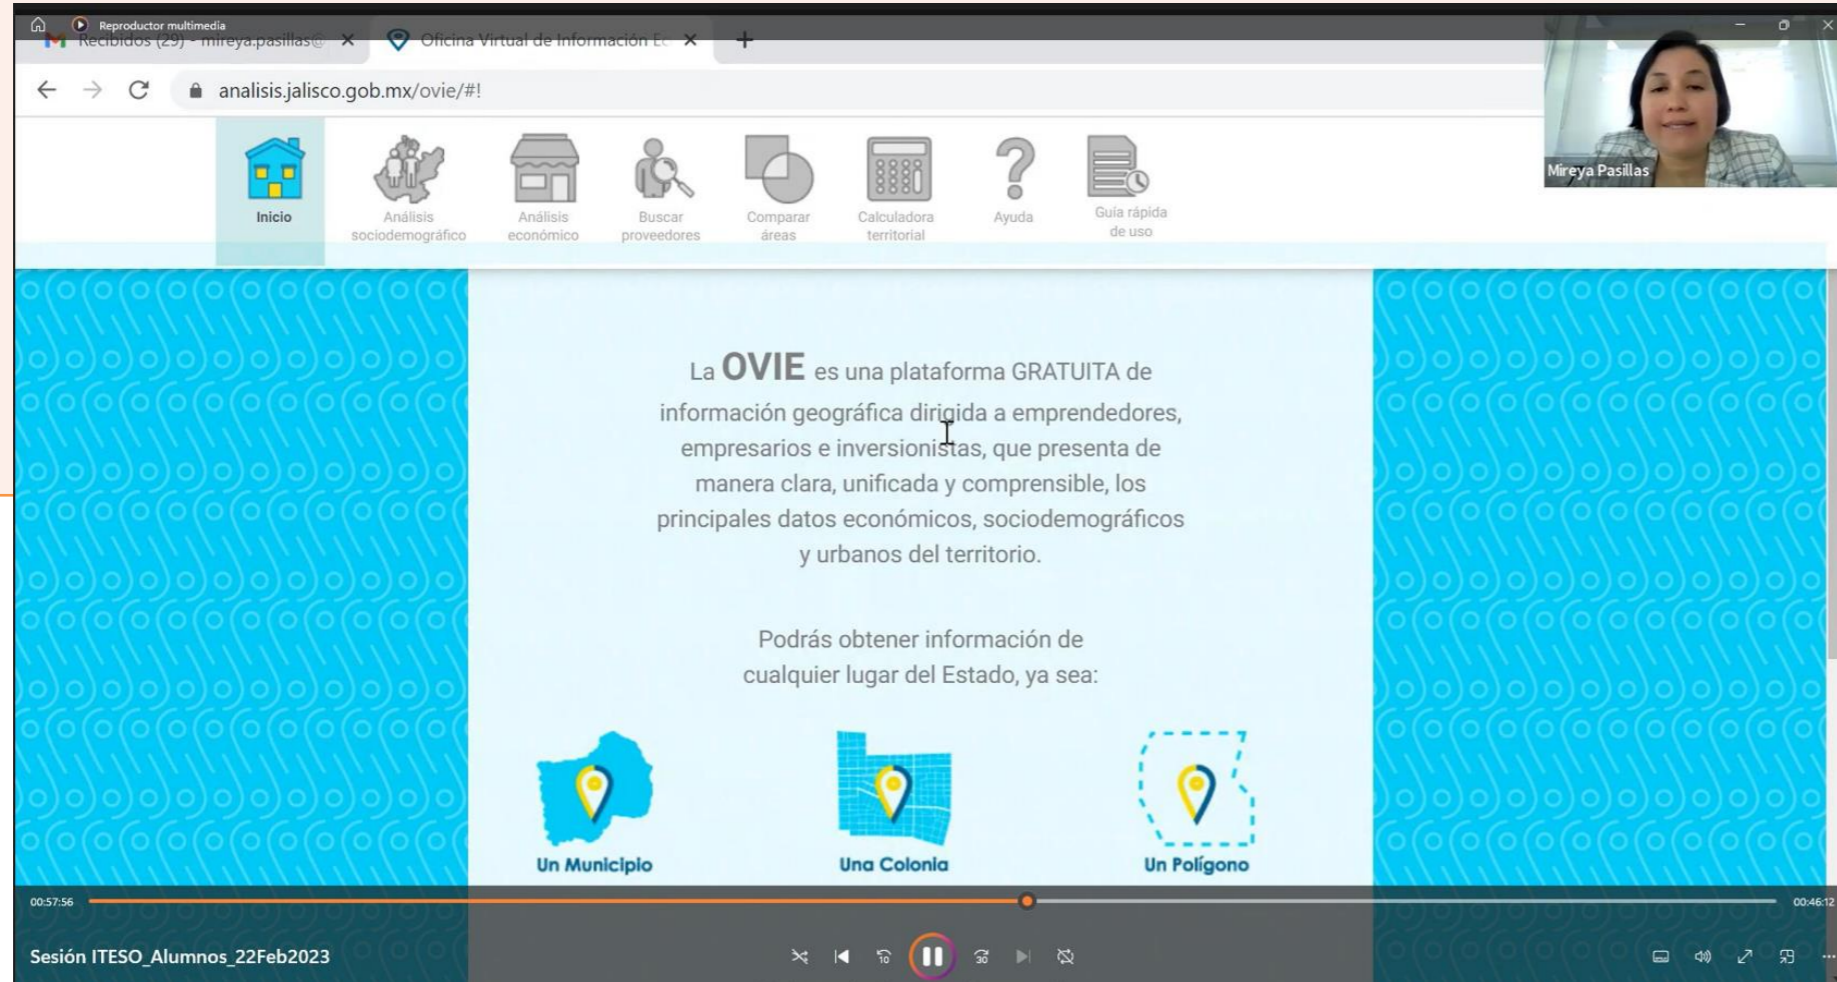 Reproductor multimedia
Recibidos (29) - mireya.pasillas@
Oficina Virtual de Información Ec
analisis.jalisco.gob.mx/ovie/#!
Mireya Pasillas
Inicio
Análisis
sociodemográfico
Análisis
económico
Buscar
proveedores
Comparar
áreas
Calculadora
territorial
Ayuda
Guía rápida
de uso
La OVIE es una plataforma GRATUITA de
información geográfica dirigida a emprendedores,
empresarios e inversionistas, que presenta de
manera clara, unificada y comprensible, los
principales datos económicos, sociodemográficos
y urbanos del territorio.
Podrás obtener información de
cualquier lugar del Estado, ya sea:
Un Municipio
Una Colonia
Un Polígono
00:57:56
00:46:12
Sesión ITESO_Alumnos_22Feb2023
10
30